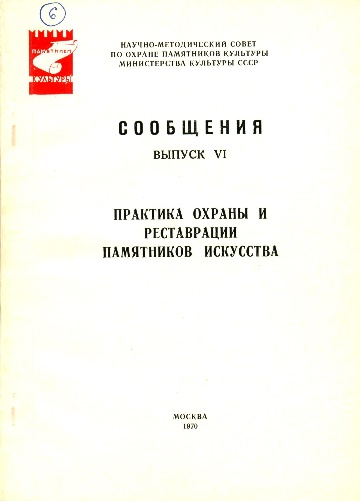 6
ПАМЯТНИКИ
КУЛЬТУРЫ
НАУЧНО-МЕТОДИЧЕСКИЙ СОВЕТ
ПО ОХРАНЕ ПАМЯТНИКОВ КУЛЬТУРЫ
МИНИСТЕРСТВА КУЛЬТУРЫ СССР
СООБЩЕНИЯ
ВЫПУСК VI
ПРАКТИКА ОХРАНЫ И
РЕСТАВРАЦИИ
ПАМЯТНИКОВ ИСКУССТВА
МОСКВА
1970